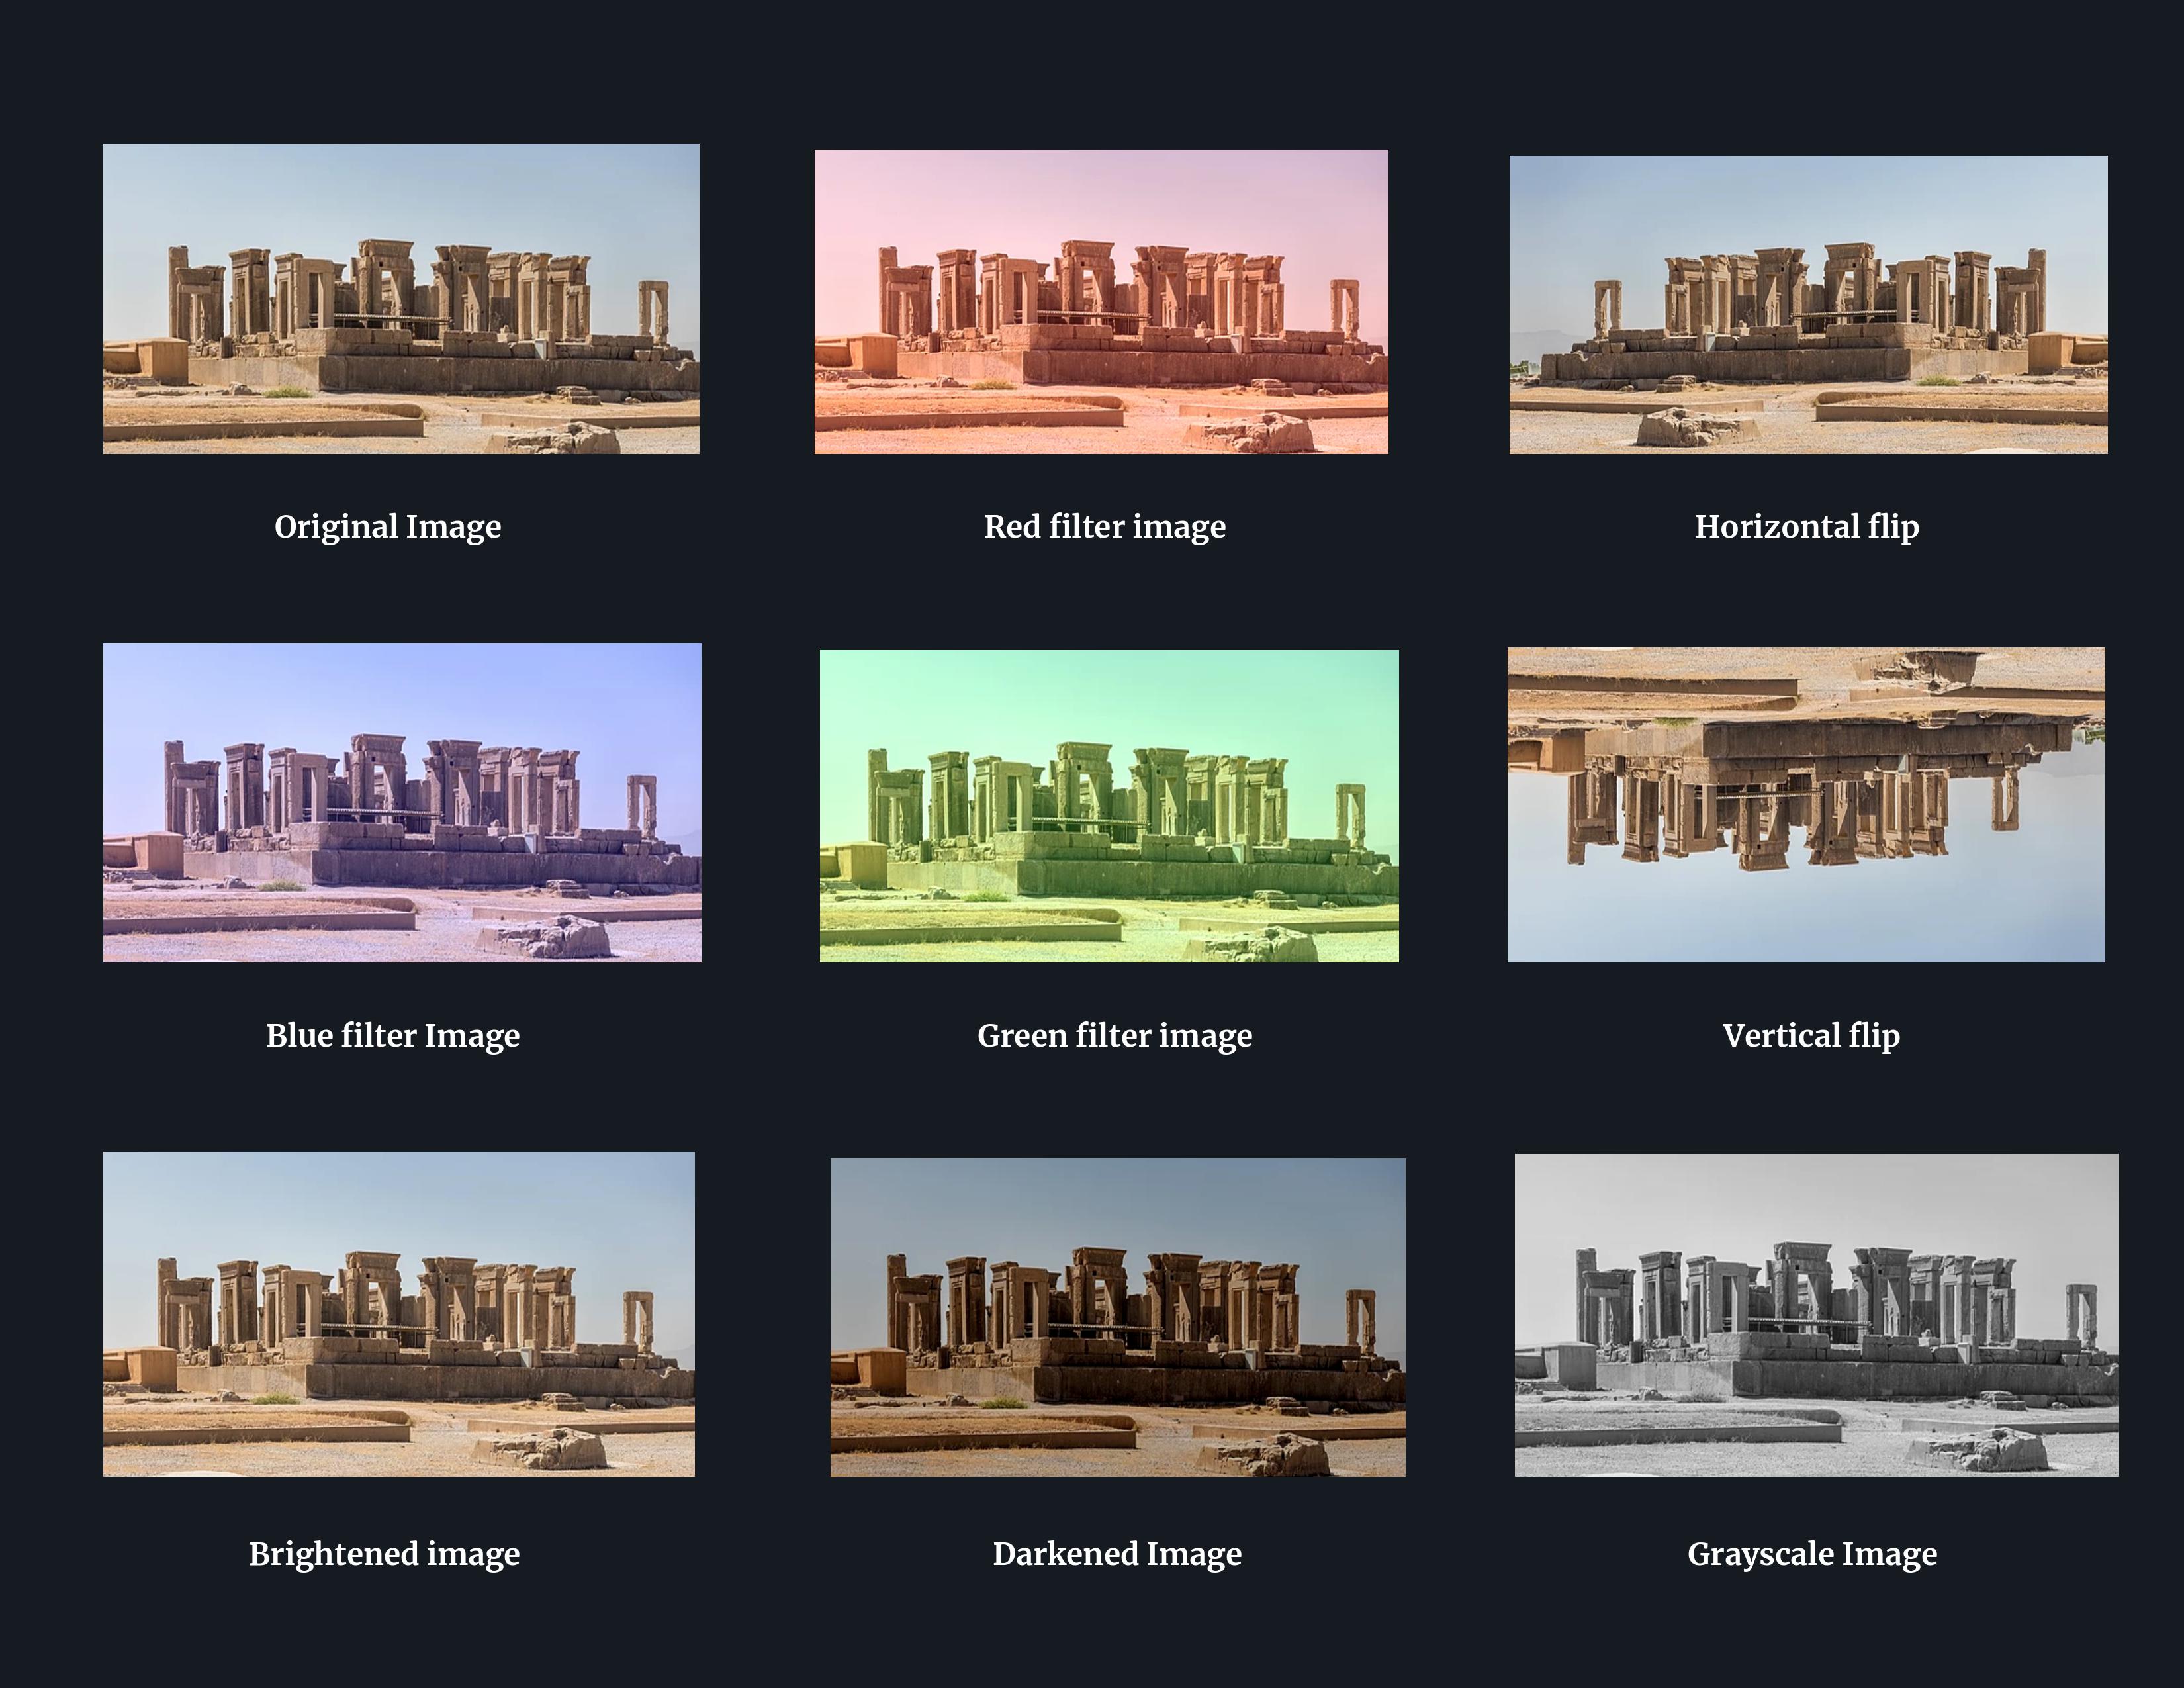 Original Image
Red filter image
Horizontal flip
Blue filter Image
Green filter image
Vertical flip
Brightened image
Darkened Image
Grayscale Image